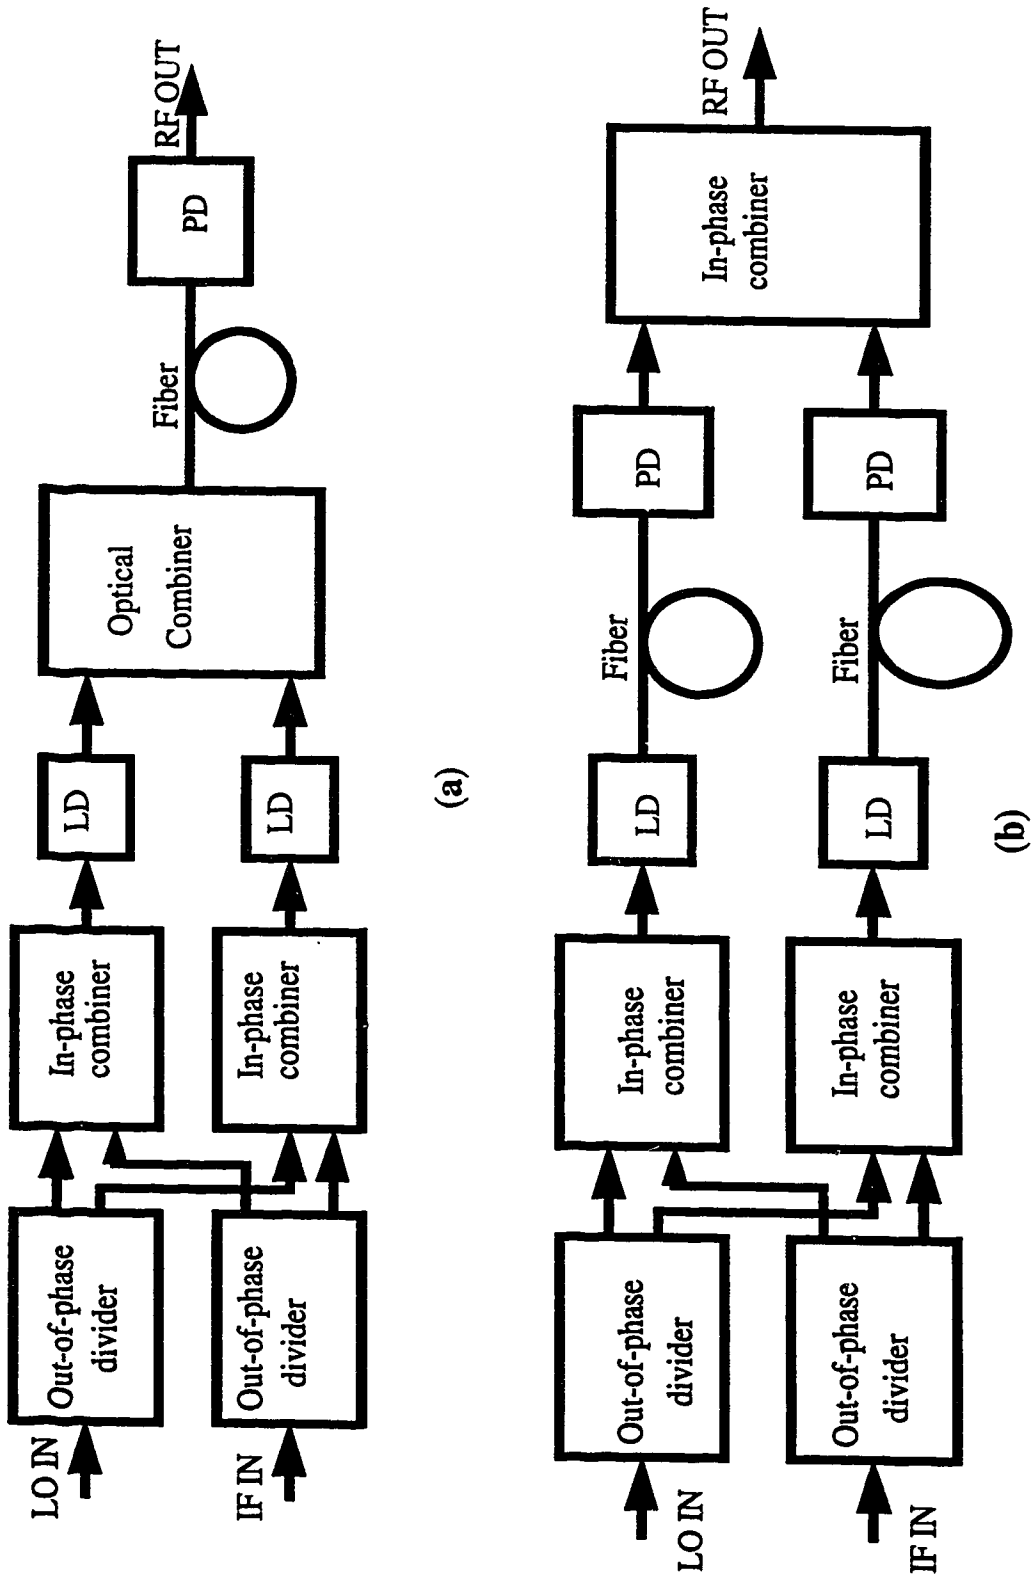 LO IN
Out-of-phase
divider
In-phase
combiner
LD
IF IN
Out-of-phase
divider
In-phase
combiner
LD
Optical
Combiner
Fiber
PD
RF OUT
(a)
LO IN
Out-of-phase
divider
In-phase
combiner
LD
Fiber
PD
IF IN
Out-of-phase
divider
In-phase
combiner
LD
Fiber
PD
In-phase
combiner
RF OUT
(b)